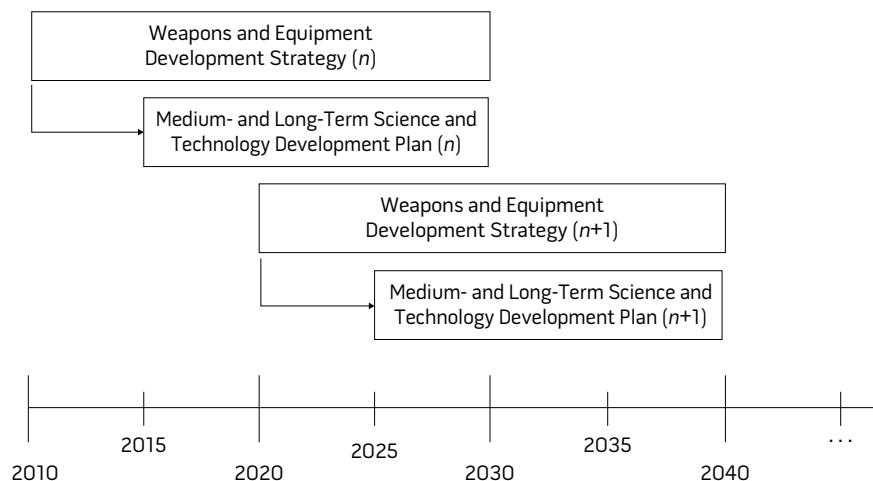 Weapons and Equipment
Development Strategy (n)
Medium- and Long-Term Science and
Technology Development Plan (n)
Weapons and Equipment
Development Strategy (n+1)
Medium- and Long-Term Science and
Technology Development Plan (n+1)
2015 2025 2035 ...
2010 2020 2030 2040